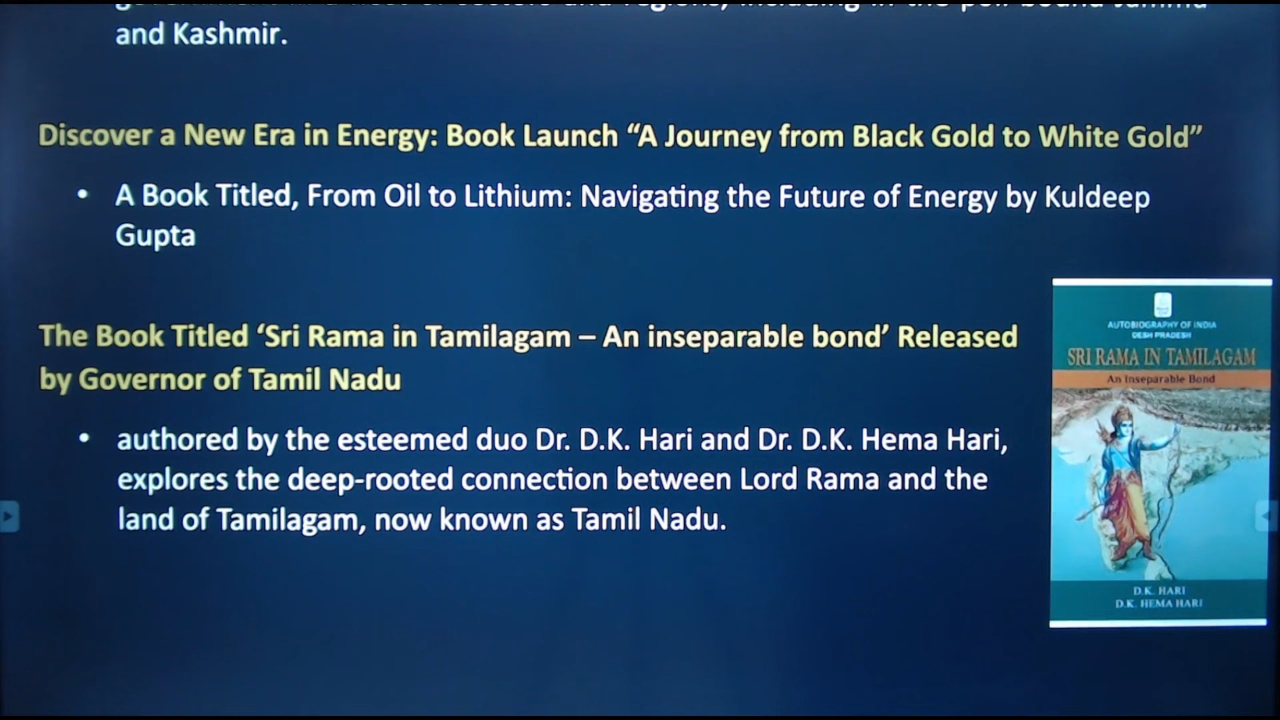 and Kashmir.
Discover a New Era in Energy: Book Launch “A Journey from Black Gold to White Gold”
• A Book Titled, From Oil to Lithium: Navigating the Future of Energy by Kuldeep
Gupta
The Book Titled ‘Sri Rama in Tamilagam – An inseparable bond’ Released
by Governor of Tamil Nadu
• authored by the esteemed duo Dr. D.K. Hari and Dr. D.K. Hema Hari,
explores the deep-rooted connection between Lord Rama and the
land of Tamilagam, now known as Tamil Nadu.
AUTOBIOGRAPHY OF INDIA
DESH PRADESH
SRI RAMA IN TAMILAGAM
An Inseparable Bond
D.K. HARI
D.K. HEMA HARI